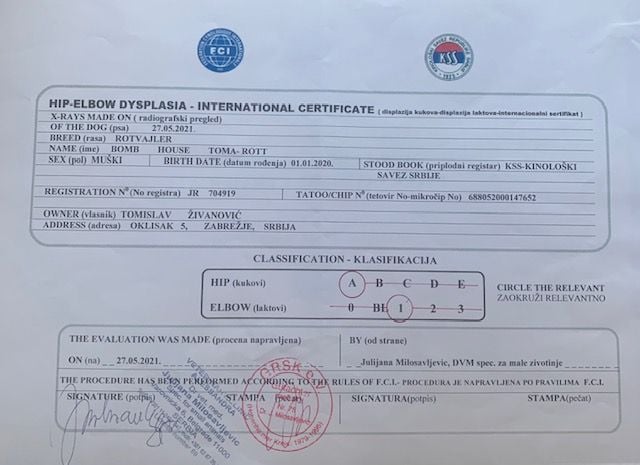 FCI
KSS
HIP-ELBOW DYSPLASIA - INTERNATIONAL CERTIFICATE ( displazija kukova-displazija laktova-internacionalni sertifikat )
X-RAYS MADE ON ( radiografski pregled)
OF THE DOG (psa) 27.05.2021.
BREED (rasa) ROTVAJLER
NAME (ime) BOMB HOUSE TOMA- ROTT
SEX (pol) MUŠKI BIRTH DATE (datum rođenja) 01.01.2020. STOOD BOOK (priplodni registar) KSS-KINOLOŠKI
SAVEZ SRBIJE
REGISTRATION Nº(No registra) JR 704919 TATOO/CHIP Nº(tetovir No-mikročip No) 688052000147652
OWNER (vlasnik) TOMISLAV ŽIVANOVIĆ
ADDRESS (adresa) OKLISAK 5, ZABREŽJE, SRBIJA
CLASSIFICATION - KLASIFIKACIJA
HIP (kukovi) A B C D E
CIRCLE THE RELEVANT
ELBOW (laktovi) 0 BL 1 2 3
ZAOKRUŽI RELEVANTNO
THE EVALUATION WAS MADE (procena napravljena) BY (od strane)
ON (na) 27.05.2021. Julijana Milosavljevic, DVM spec. za male zivotinje
THE PROCEDURE HAS BEEN PERFORMED ACCORDING TO THE RULES OF F.C.I.- PROCEDURA JE NAPRAVLJENA PO PRAVILIMA F.C.I.
SIGNATURE (potpis) STAMPA (pečat) SIGNATURA(potpis) STAMPA(pečat)
GRSK e.V.
Milosavljevic